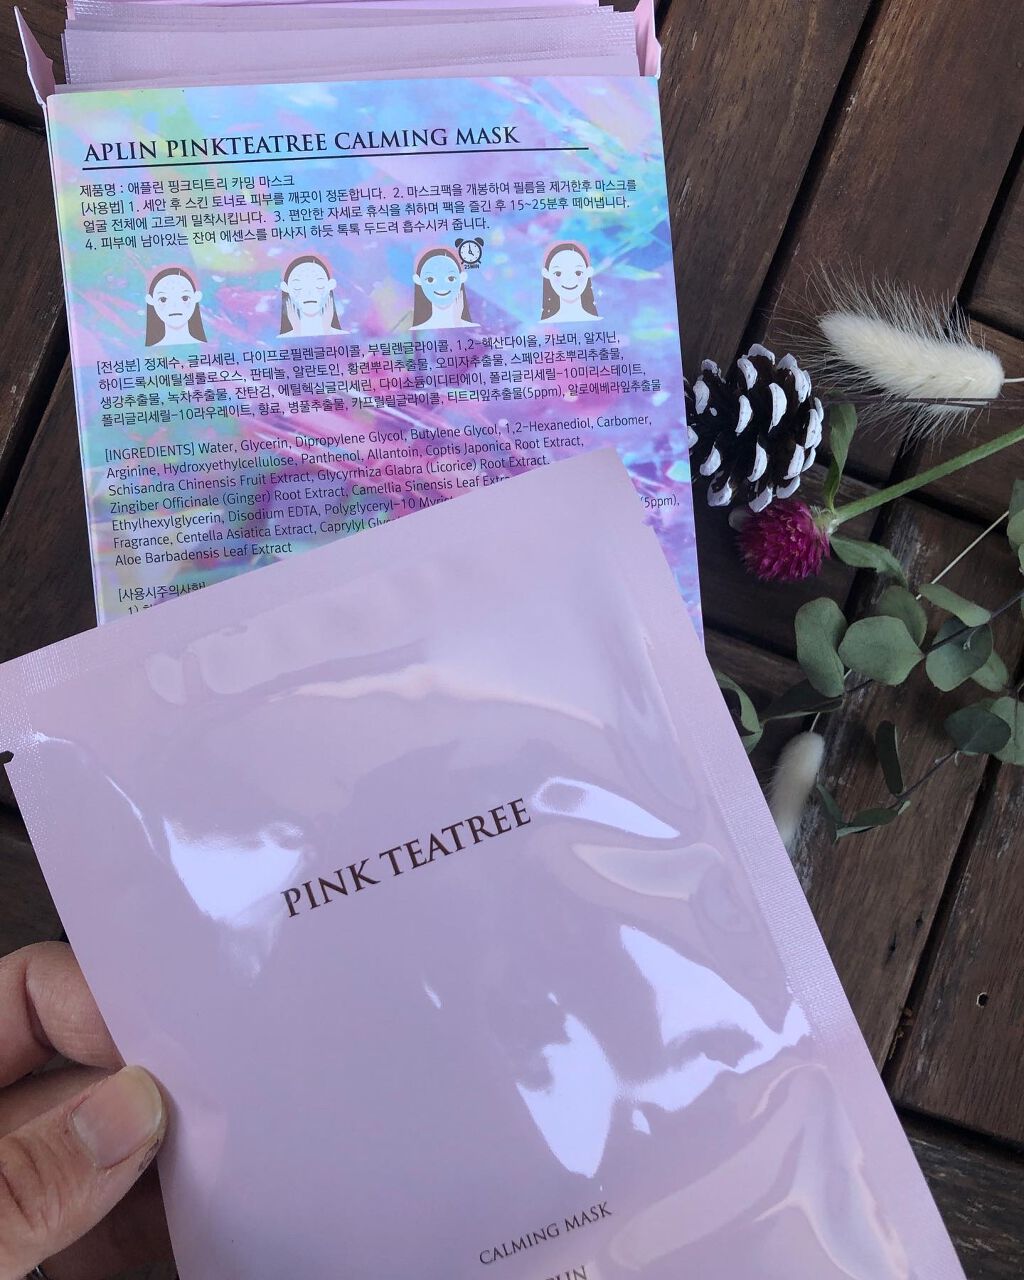 APLIN PINKTEATREE CALMING MASK
제품명 : 애플린 핑크티트리 카밍 마스크
[사용법] 1. 세안 후 스킨 토너로 피부를 깨끗이 정돈합니다. 2. 마스크팩을 개봉하여 필름을 제거한후 마스크를
얼굴 전체에 고르게 밀착시킵니다. 3. 편안한 자세로 휴식을 취하며 팩을 즐긴 후 15~25분후 떼어냅니다.
4. 피부에 남아있는 잔여 에센스를 마사지 하듯 톡톡 두드려 흡수시켜 줍니다.
25MIN
[전성분] 정제수, 글리세린, 다이프로필렌글라이콜, 부틸렌글라이콜, 1,2-헥산다이올, 카보머, 알지닌,
하이드록시에틸셀룰로오스, 판테놀, 알란토인, 황련뿌리추출물, 오미자추출물, 스페인감초뿌리추출물,
생강추출물, 녹차추출물, 잔탄검, 에틸헥실글리세린, 다이소듐이디티에이, 폴리글리세릴-10미리스테이트,
폴리글리세릴-10라우레이트, 향료, 병풀추출물, 카프릴릴글라이콜, 티트리잎추출물(5ppm), 알로에베라잎추출물
[INGREDIENTS] Water, Glycerin, Dipropylene Glycol, Butylene Glycol, 1,2-Hexanediol, Carbomer,
Arginine, Hydroxyethylcellulose, Panthenol, Allantoin, Coptis Japonica Root Extract,
Schisandra Chinensis Fruit Extract, Glycyrrhiza Glabra (Licorice) Root Extract,
Zingiber Officinale (Ginger) Root Extract, Camellia Sinensis Leaf
Ethylhexylglycerin, Disodium EDTA, Polyglyceryl-10 (5ppm),
Fragrance, Centella Asiatica Extract, Caprylyl
Aloe Barbadensis Leaf Extract
[사용시주의사항]
1)
PINK TEATREE
CALMING MASK